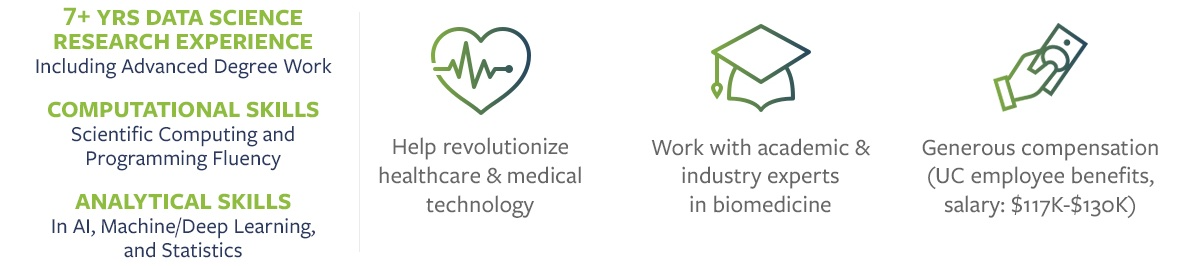 7+ YRS DATA SCIENCE
RESEARCH EXPERIENCE
Including Advanced Degree Work
COMPUTATIONAL SKILLS
Scientific Computing and
Programming Fluency
ANALYTICAL SKILLS
In AI, Machine/Deep Learning,
and Statistics
Help revolutionize
healthcare & medical
technology
Work with academic &
industry experts
in biomedicine
Generous compensation
(UC employee benefits,
salary: $117K-$130K)